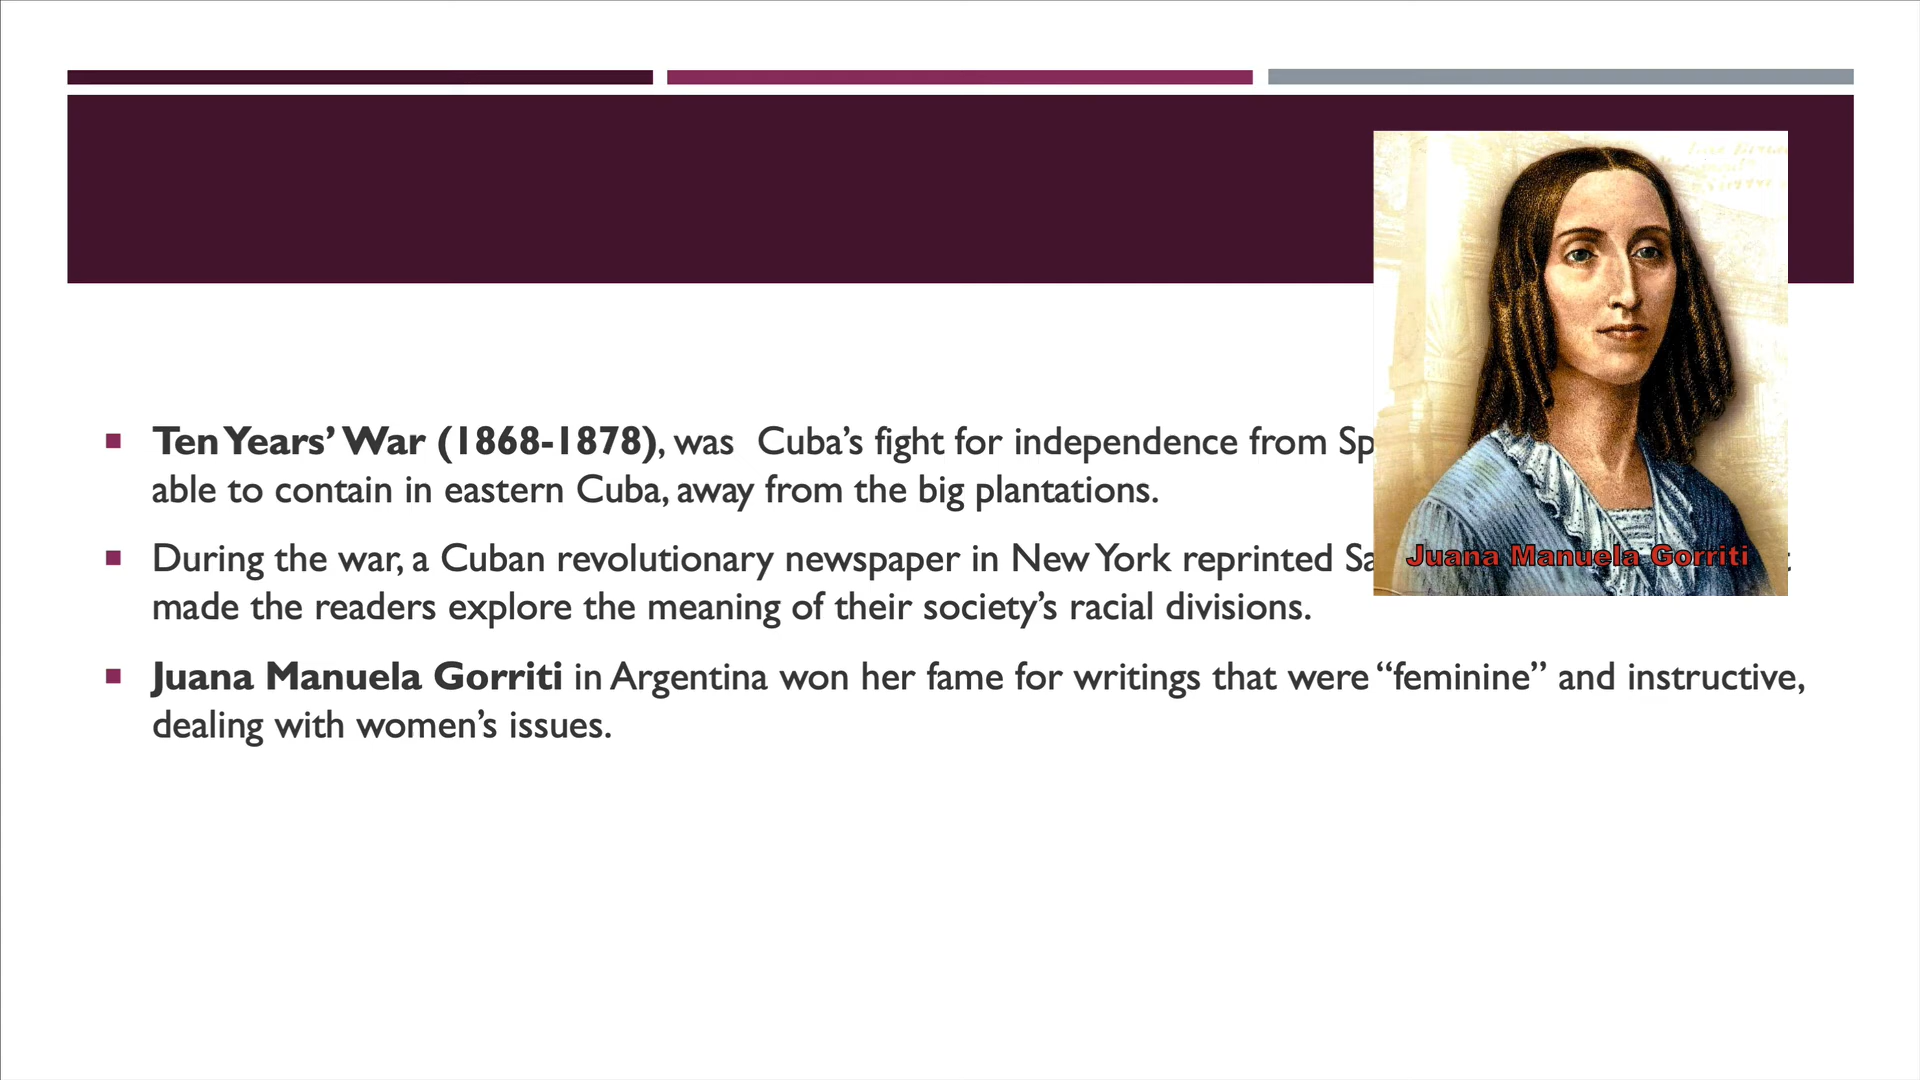 Ten Years’ War (1868-1878), was Cuba’s fight for independence from
able to contain in eastern Cuba, away from the big plantations.
During the war, a Cuban revolutionary newspaper in New York reprinted
made the readers explore the meaning of their society’s racial divisions.
Juana Manuela Gorriti in Argentina won her fame for writings that were “feminine” and instructive,
dealing with women’s issues.
Juana Manuela Gorriti